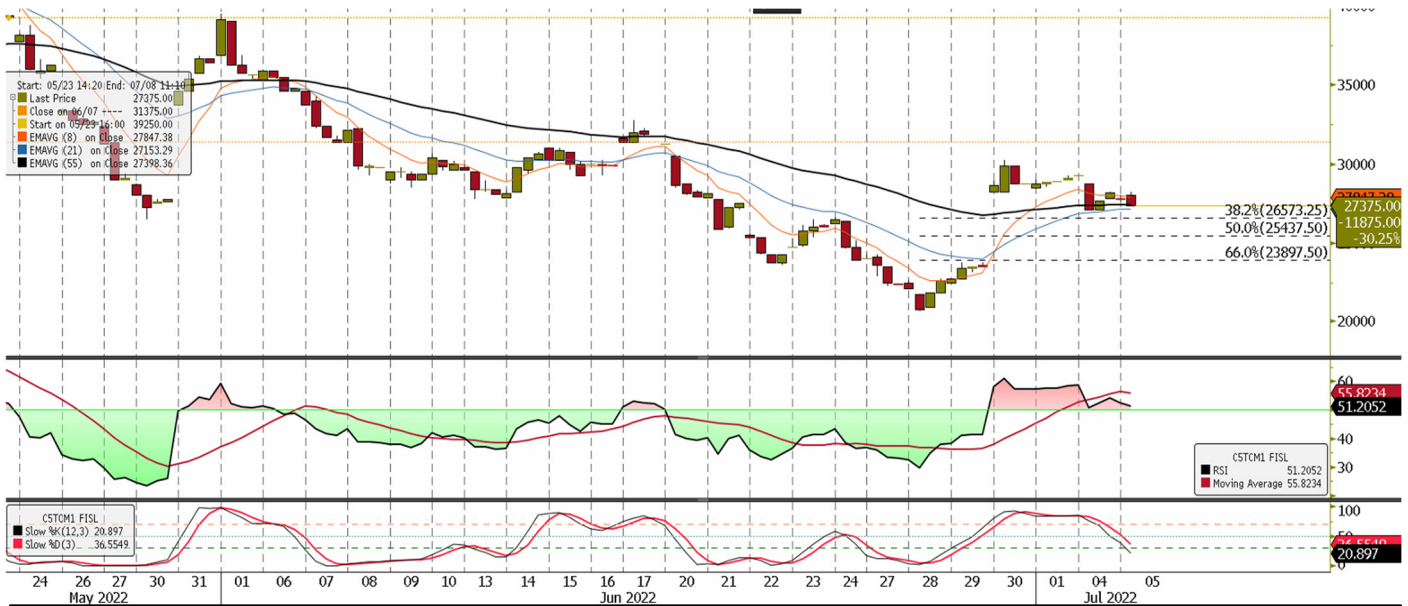 40000
Start: 05/23 14:20 End: 07/08 11:10
Last Price 27375.00
Close on 06/07 ---- 31375.00
Start on 05/23 16:00 39250.00
EMAVG (8) on Close 27847.38
EMAVG (21) on Close 27153.29
EMAVG (55) on Close 27398.36
35000
30000
38.2%(26573.25)
50.0%(25437.50)
66.0%(23897.50)
27847.38
27375.00
-11875.00
-30.25%
20000
60
55.8234
51.2052
40
30
C5TCM1 FISL
RSI 51.2052
Moving Average 55.8234
C5TCM1 FISL
Slow %K(12,3) 20.897
Slow %D(3) 36.5549
100
50
36.5549
20.897
0
24 26 27 30 31 01 06 07 08 09 10 13 14 15 16 17 20 21 22 23 24 27 28 29 30 01 04 05
May 2022 Jun 2022 Jul 2022